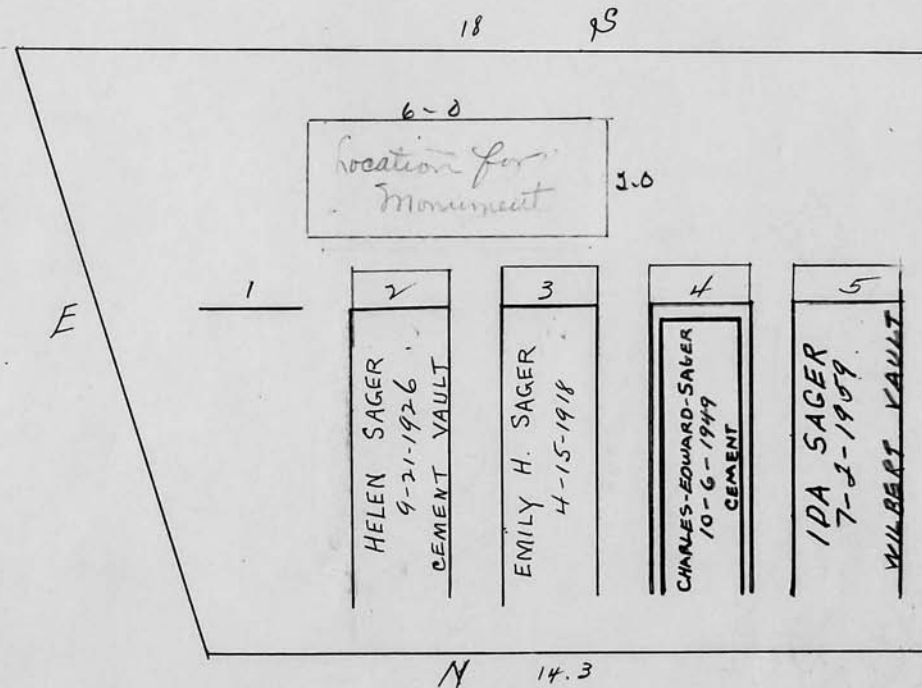 18 S
6-0
Location for
Monument
2.0
E
1
2
3
4
5
HELEN SAGER
9-21-1926
CEMENT VAULT
EMILY H. SAGER
4-15-1918
CHARLES-EDWARD-SAGER
10-6-1949
CEMENT
IDA SAGER
7-2-1959
WILBERT VAULT
N 14.3